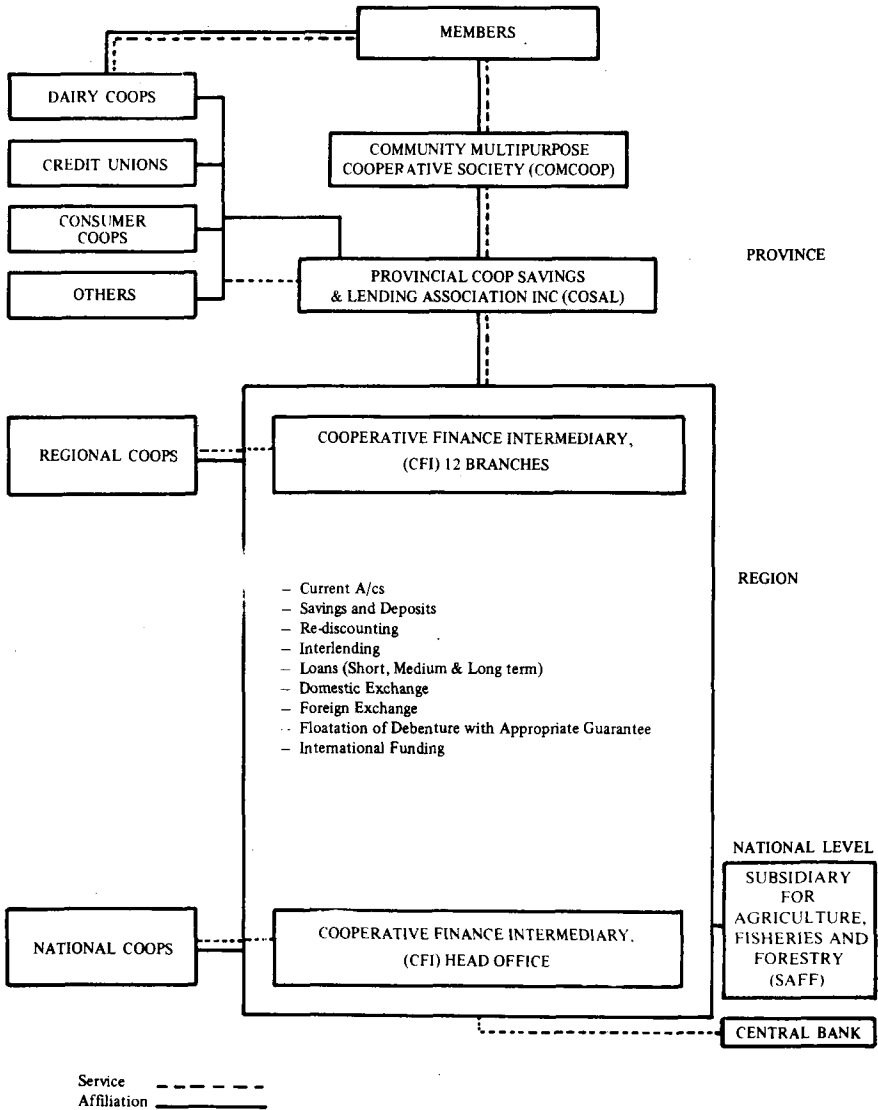 MEMBERS
DAIRY COOPS
CREDIT UNIONS
CONSUMER
COOPS
OTHERS
COMMUNITY MULTIPURPOSE
COOPERATIVE SOCIETY (COMCOOP)
PROVINCIAL COOP SAVINGS
& LENDING ASSOCIATION INC (COSAL)
PROVINCE
REGIONAL COOPS
COOPERATIVE FINANCE INTERMEDIARY,
(CFI) 12 BRANCHES
REGION
– Current A/cs
– Savings and Deposits
– Re-discounting
– Interlending
– Loans (Short, Medium & Long term)
– Domestic Exchange
– Foreign Exchange
– Floatation of Debenture with Appropriate Guarantee
– International Funding
NATIONAL COOPS
COOPERATIVE FINANCE INTERMEDIARY,
(CFI) HEAD OFFICE
NATIONAL LEVEL
SUBSIDIARY
FOR
AGRICULTURE,
FISHERIES AND
FORESTRY
(SAFF)
CENTRAL BANK
Service
Affiliation